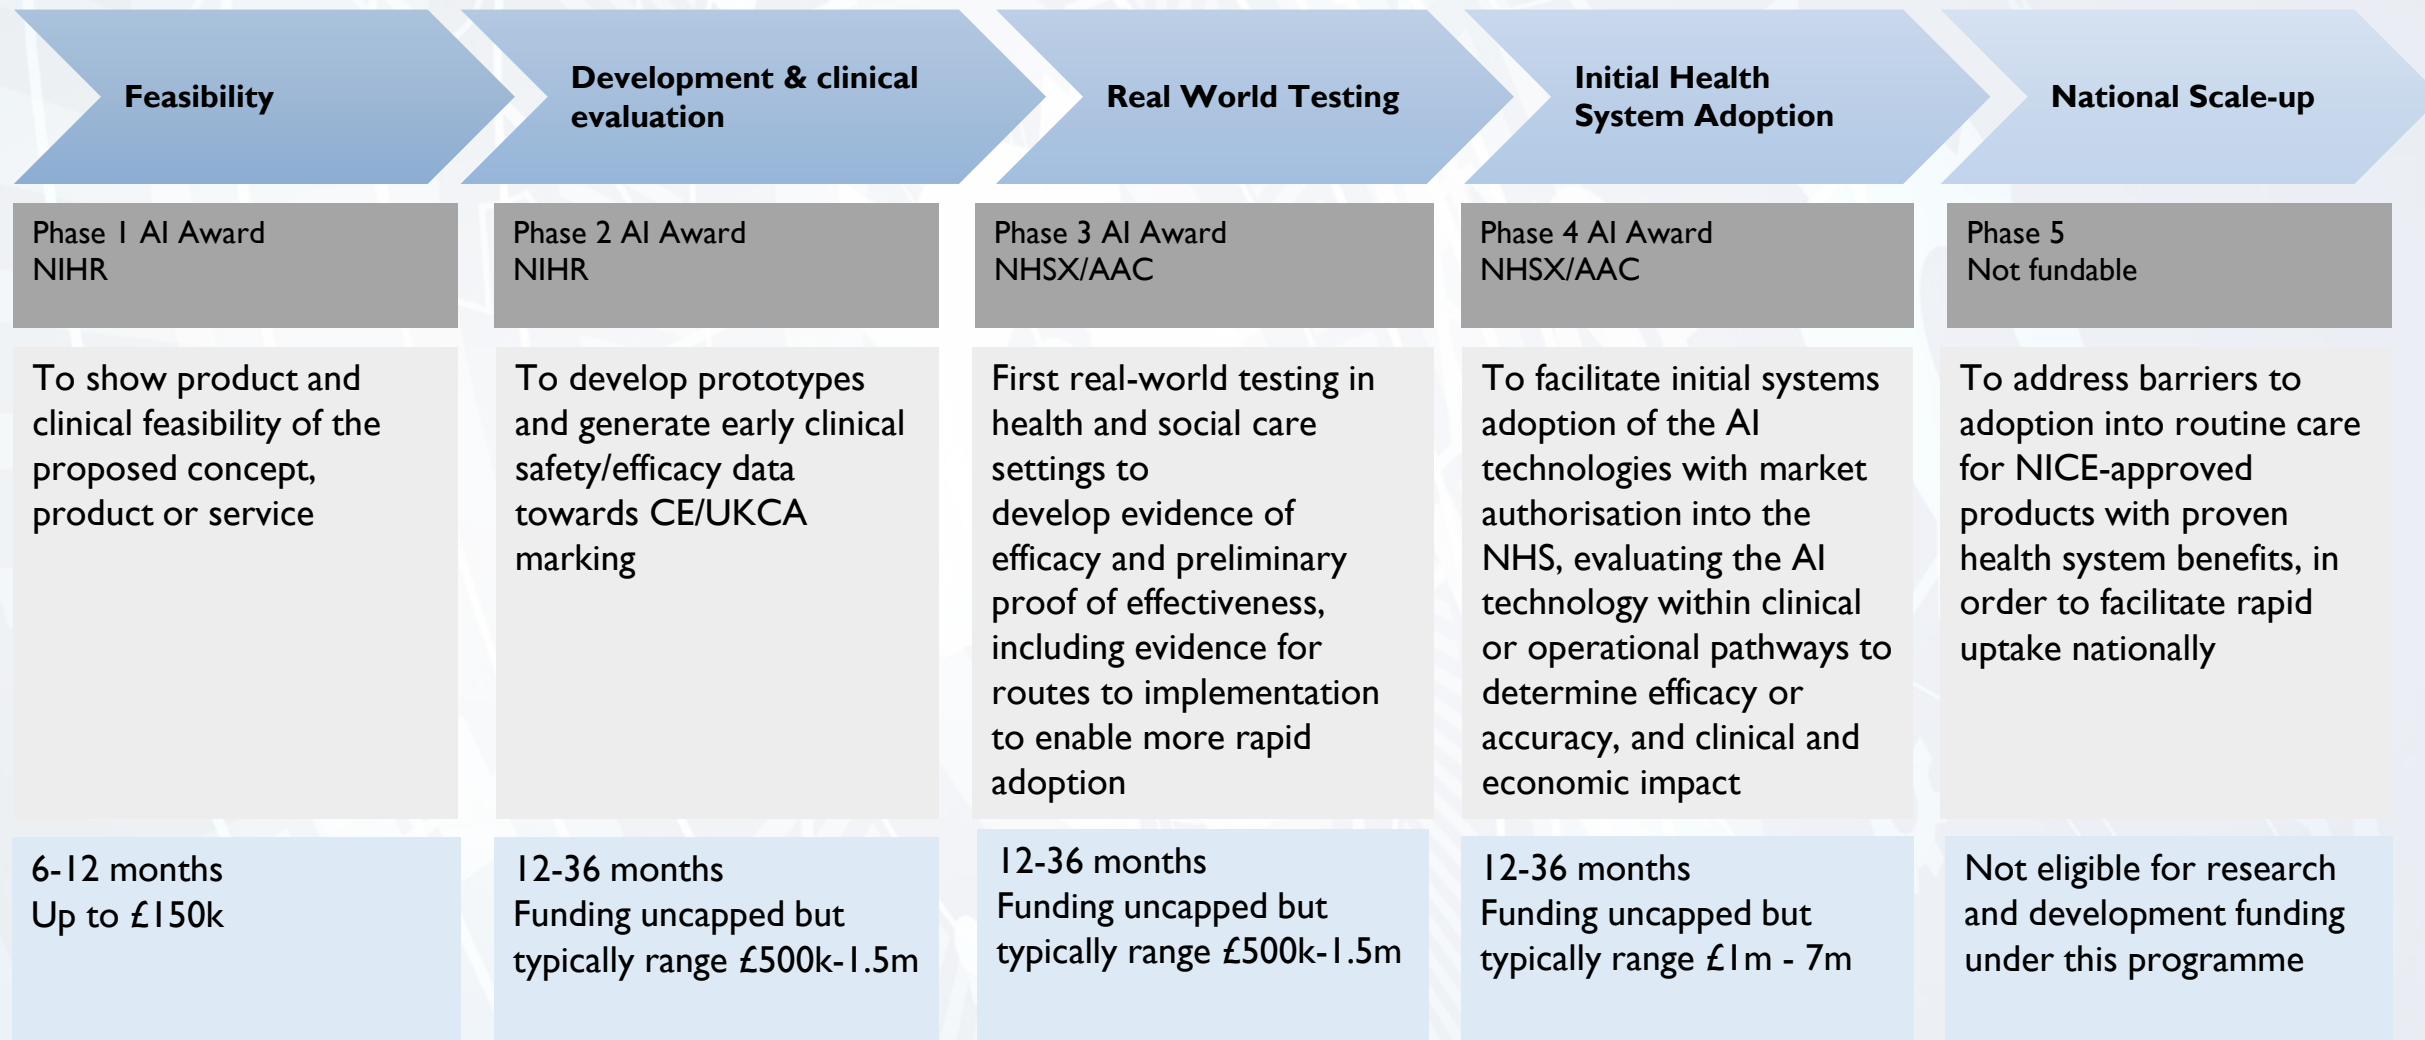 Feasibility
Development & clinical
evaluation
Real World Testing
Initial Health
System Adoption
National Scale-up
Phase 1 AI Award
NIHR
Phase 2 AI Award
NIHR
Phase 3 AI Award
NHSX/AAC
Phase 4 AI Award
NHSX/AAC
Phase 5
Not fundable
To show product and
clinical feasibility of the
proposed concept,
product or service
To develop prototypes
and generate early clinical
safety/efficacy data
towards CE/UKCA
marking
First real-world testing in
health and social care
settings to
develop evidence of
efficacy and preliminary
proof of effectiveness,
including evidence for
routes to implementation
to enable more rapid
adoption
To facilitate initial systems
adoption of the AI
technologies with market
authorisation into the
NHS, evaluating the AI
technology within clinical
or operational pathways to
determine efficacy or
accuracy, and clinical and
economic impact
To address barriers to
adoption into routine care
for NICE-approved
products with proven
health system benefits, in
order to facilitate rapid
uptake nationally
6-12 months
Up to £150k
12-36 months
Funding uncapped but
typically range £500k-1.5m
12-36 months
Funding uncapped but
typically range £500k-1.5m
12-36 months
Funding uncapped but
typically range £1m - 7m
Not eligible for research
and development funding
under this programme